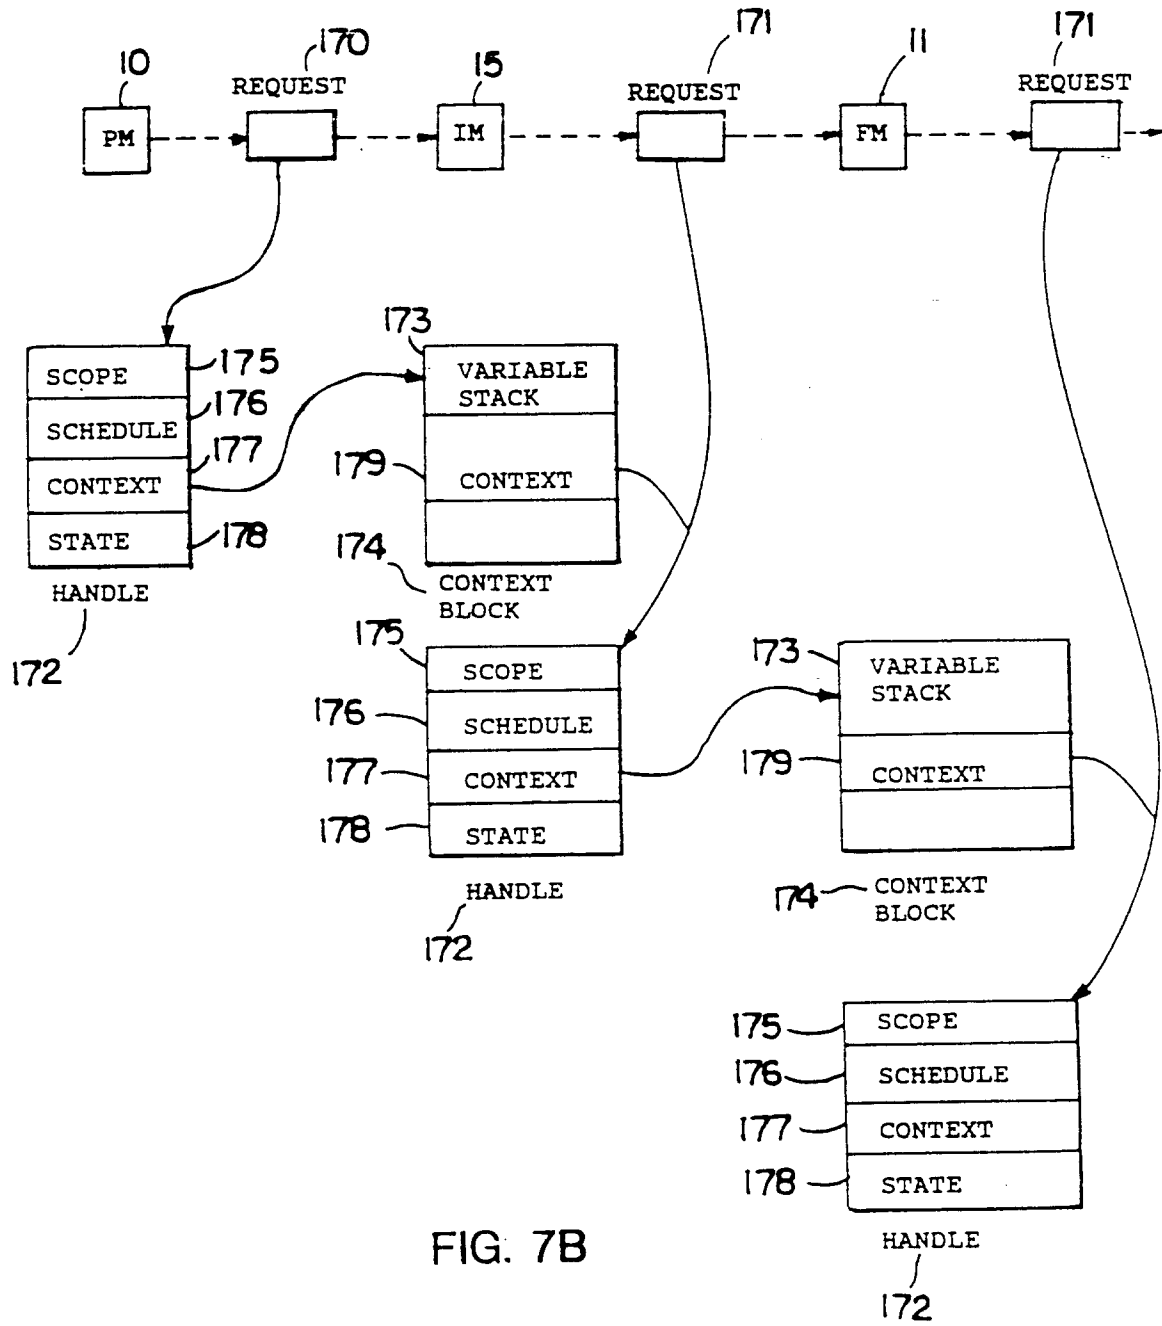 170
REQUEST
171
REQUEST
171
REQUEST
10
PM
15
IM
11
FM
SCOPE
175
SCHEDULE
176
CONTEXT
177
STATE
178
HANDLE
172
173
VARIABLE
STACK
179
CONTEXT
174
CONTEXT
BLOCK
175
SCOPE
176
SCHEDULE
177
CONTEXT
178
STATE
HANDLE
172
173
VARIABLE
STACK
179
CONTEXT
174
CONTEXT
BLOCK
175
SCOPE
176
SCHEDULE
177
CONTEXT
178
STATE
HANDLE
172
FIG. 7B